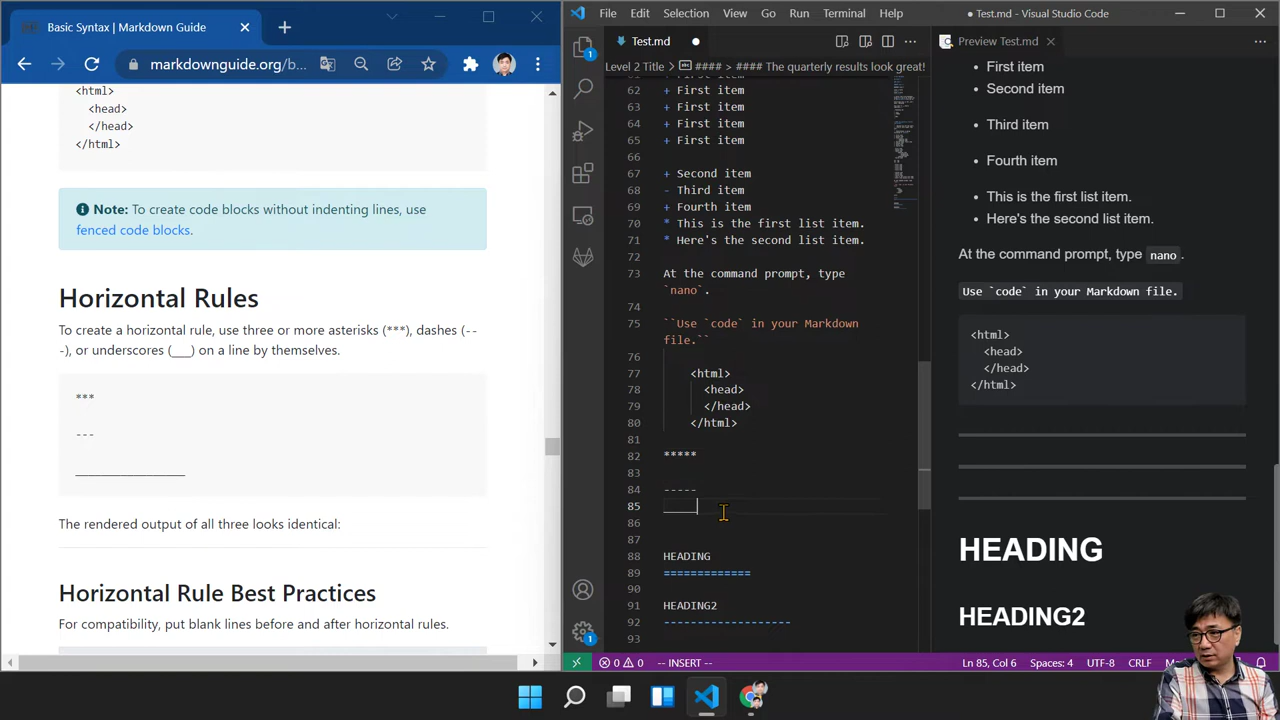 Basic Syntax | Markdown Guide
markdownguide.org/b...
<html>
<head>
</head>
</html>
Note: To create code blocks without indenting lines, use
fenced code blocks.
Horizontal Rules
To create a horizontal rule, use three or more asterisks (***), dashes (--
-), or underscores (___) on a line by themselves.
***
---
_________________
The rendered output of all three looks identical:
Horizontal Rule Best Practices
For compatibility, put blank lines before and after horizontal rules.
File Edit Selection View Go Run Terminal Help
● Test.md - Visual Studio Code
Test.md
Level 2 Title > #### > #### The quarterly results look great!
62 + First item
63 + First item
64 + First item
65 + First item
66
67 + Second item
68 - Third item
69 + Fourth item
70 * This is the first list item.
71 * Here's the second list item.
72
73 At the command prompt, type
`nano`.
74
75 ``Use `code` in your Markdown
file.``
76
77 <html>
78 <head>
79 </head>
80 </html>
81
82 *****
83
84 -----
85 _____
86
87
88 HEADING
89 =============
90
91 HEADING2
92 -------------------
93
1
1
Preview Test.md
First item
Second item
Third item
Fourth item
This is the first list item.
Here's the second list item.
At the command prompt, type nano .
Use `code` in your Markdown file.
<html>
<head>
</head>
</html>
HEADING
HEADING2
0 0 -- INSERT -- Ln 85, Col 6 Spaces: 4 UTF-8 CRLF